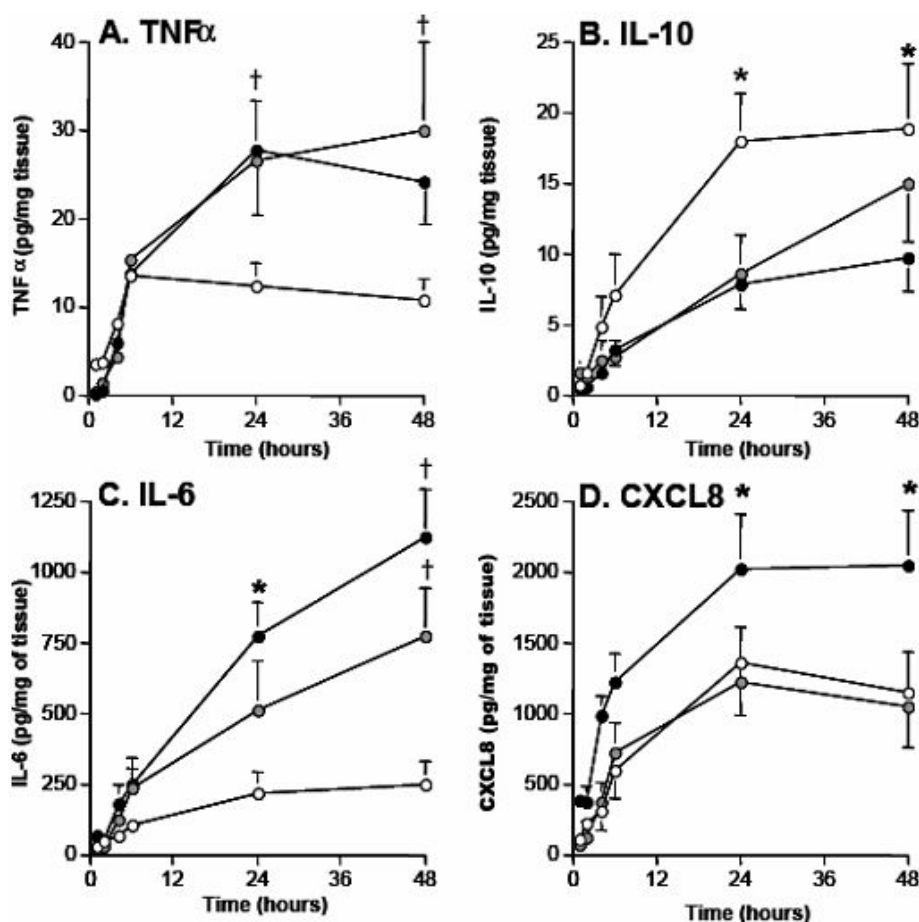 A. TNFα
TNFα (pg/mg tissue)
40
30
20
10
0
†
†
0 12 24 36 48
Time (hours)
B. IL-10
IL-10 (pg/mg tissue)
25
20
15
10
5
0
*
*
0 12 24 36 48
Time (hours)
C. IL-6
IL-6 (pg/mg of tissue)
1250
1000
750
500
250
0
*
†
†
0 12 24 36 48
Time (hours)
D. CXCL8
CXCL8 (pg/mg of tissue)
2500
2000
1500
1000
500
0
*
*
0 12 24 36 48
Time (hours)